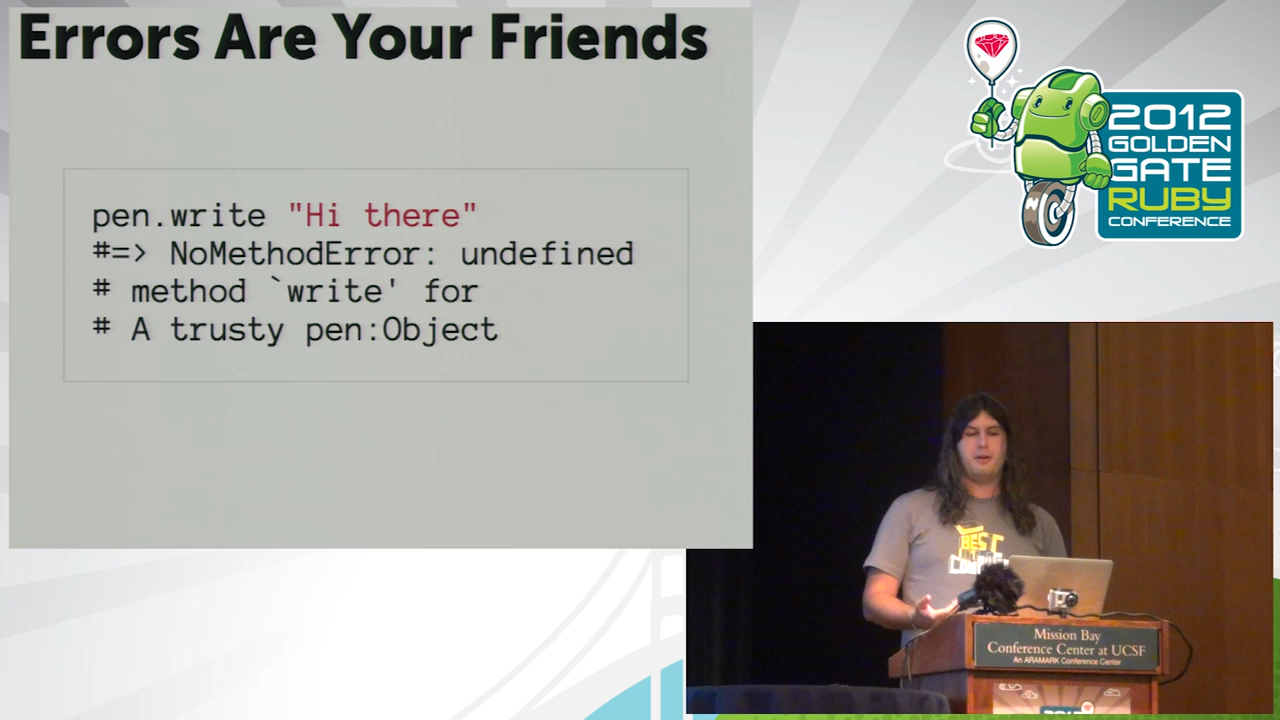 Errors Are Your Friends
pen.write "Hi there"
#=> NoMethodError: undefined
# method `write' for
# A trusty pen:Object
2012
GOLDEN
GATE
RUBY
CONFERENCE
BEST
Mission Bay
Conference Center at UCSF
An ARAMARK Conference Center